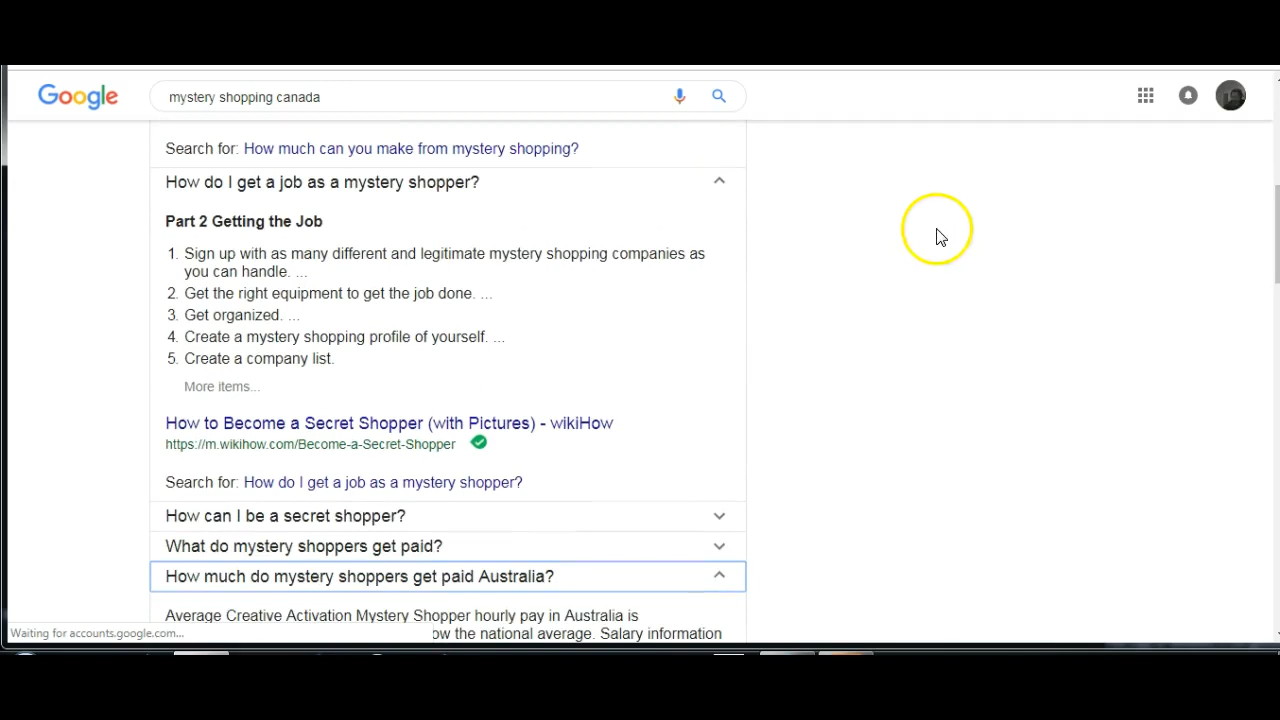 Google
mystery shopping canada
Search for: How much can you make from mystery shopping?
How do I get a job as a mystery shopper?
Part 2 Getting the Job
1. Sign up with as many different and legitimate mystery shopping companies as
you can handle. ...
2. Get the right equipment to get the job done. ...
3. Get organized. ...
4. Create a mystery shopping profile of yourself. ...
5. Create a company list.
More items...
How to Become a Secret Shopper (with Pictures) - wikiHow
https://m.wikihow.com/Become-a-Secret-Shopper
Search for: How do I get a job as a mystery shopper?
How can I be a secret shopper?
What do mystery shoppers get paid?
How much do mystery shoppers get paid Australia?
Average Creative Activation Mystery Shopper hourly pay in Australia is
the national average. Salary information
Waiting for accounts.google.com...